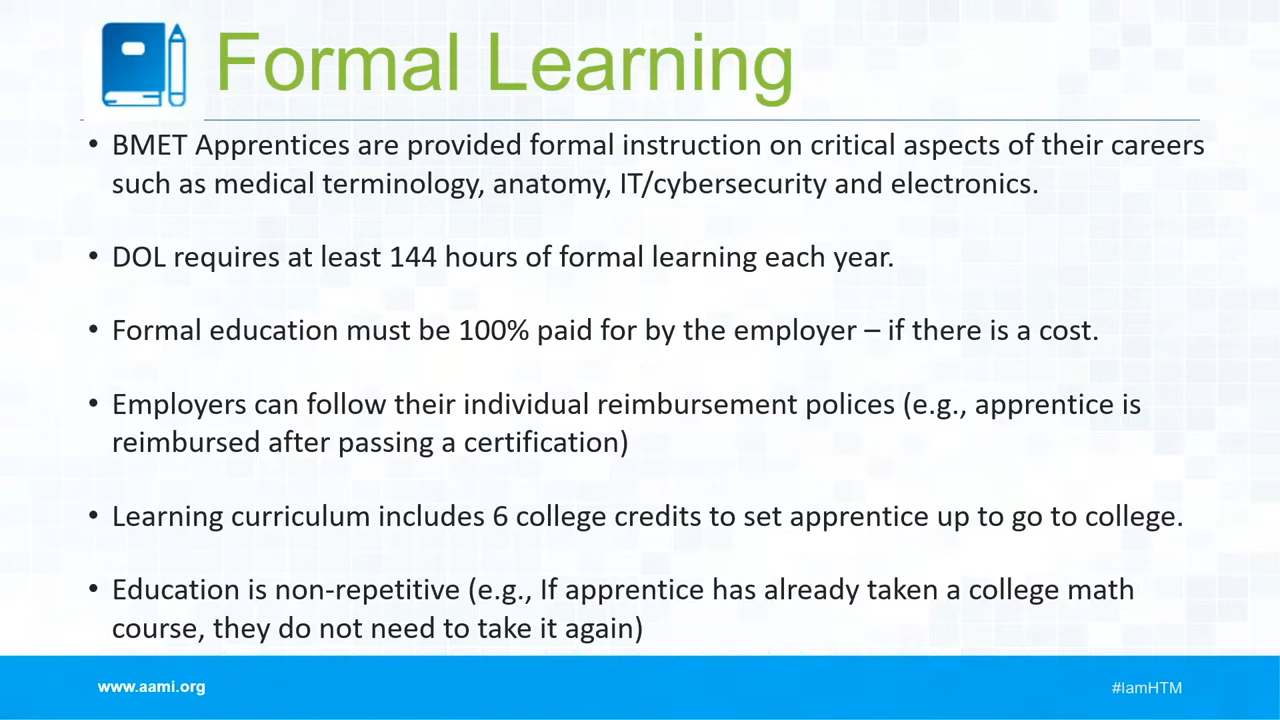 Formal Learning
• BMET Apprentices are provided formal instruction on critical aspects of their careers
such as medical terminology, anatomy, IT/cybersecurity and electronics.
• DOL requires at least 144 hours of formal learning each year.
• Formal education must be 100% paid for by the employer – if there is a cost.
• Employers can follow their individual reimbursement polices (e.g., apprentice is
reimbursed after passing a certification)
• Learning curriculum includes 6 college credits to set apprentice up to go to college.
• Education is non-repetitive (e.g., If apprentice has already taken a college math
course, they do not need to take it again)
www.aami.org
#IamHTM